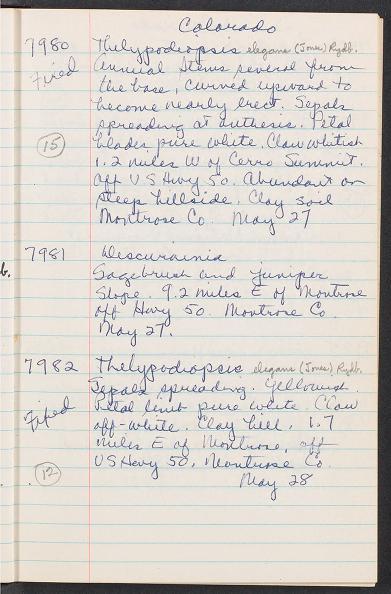 Colorado
7980 Thelypodiopsis elegans (Jones) Rydb.
Fixed Annual Stems several from
the base, curved upward to
become nearly erect. Sepals
spreading at anthesis. Petal
15 blades pure white. Claw whitish
1.2 miles W of Cerro Summit.
off US Hwy 50. Abundant on
steep hillside. Clay soil
Montrose Co. May 27
7981 Descurainia
b. Sagebrush and juniper
Slope. 9.2 miles E of Montrose
off Hwy 50. Montrose Co
May 27.
7982 Thelypodiopsis elegans (Jones) Rydb.
Sepals spreading. Yellowish.
Fixed Petal limb pure white. Claw
off-white. Clay hill, 1.7
miles E of Montrose, off
12 US Hwy 50, Montrose Co.
May 28